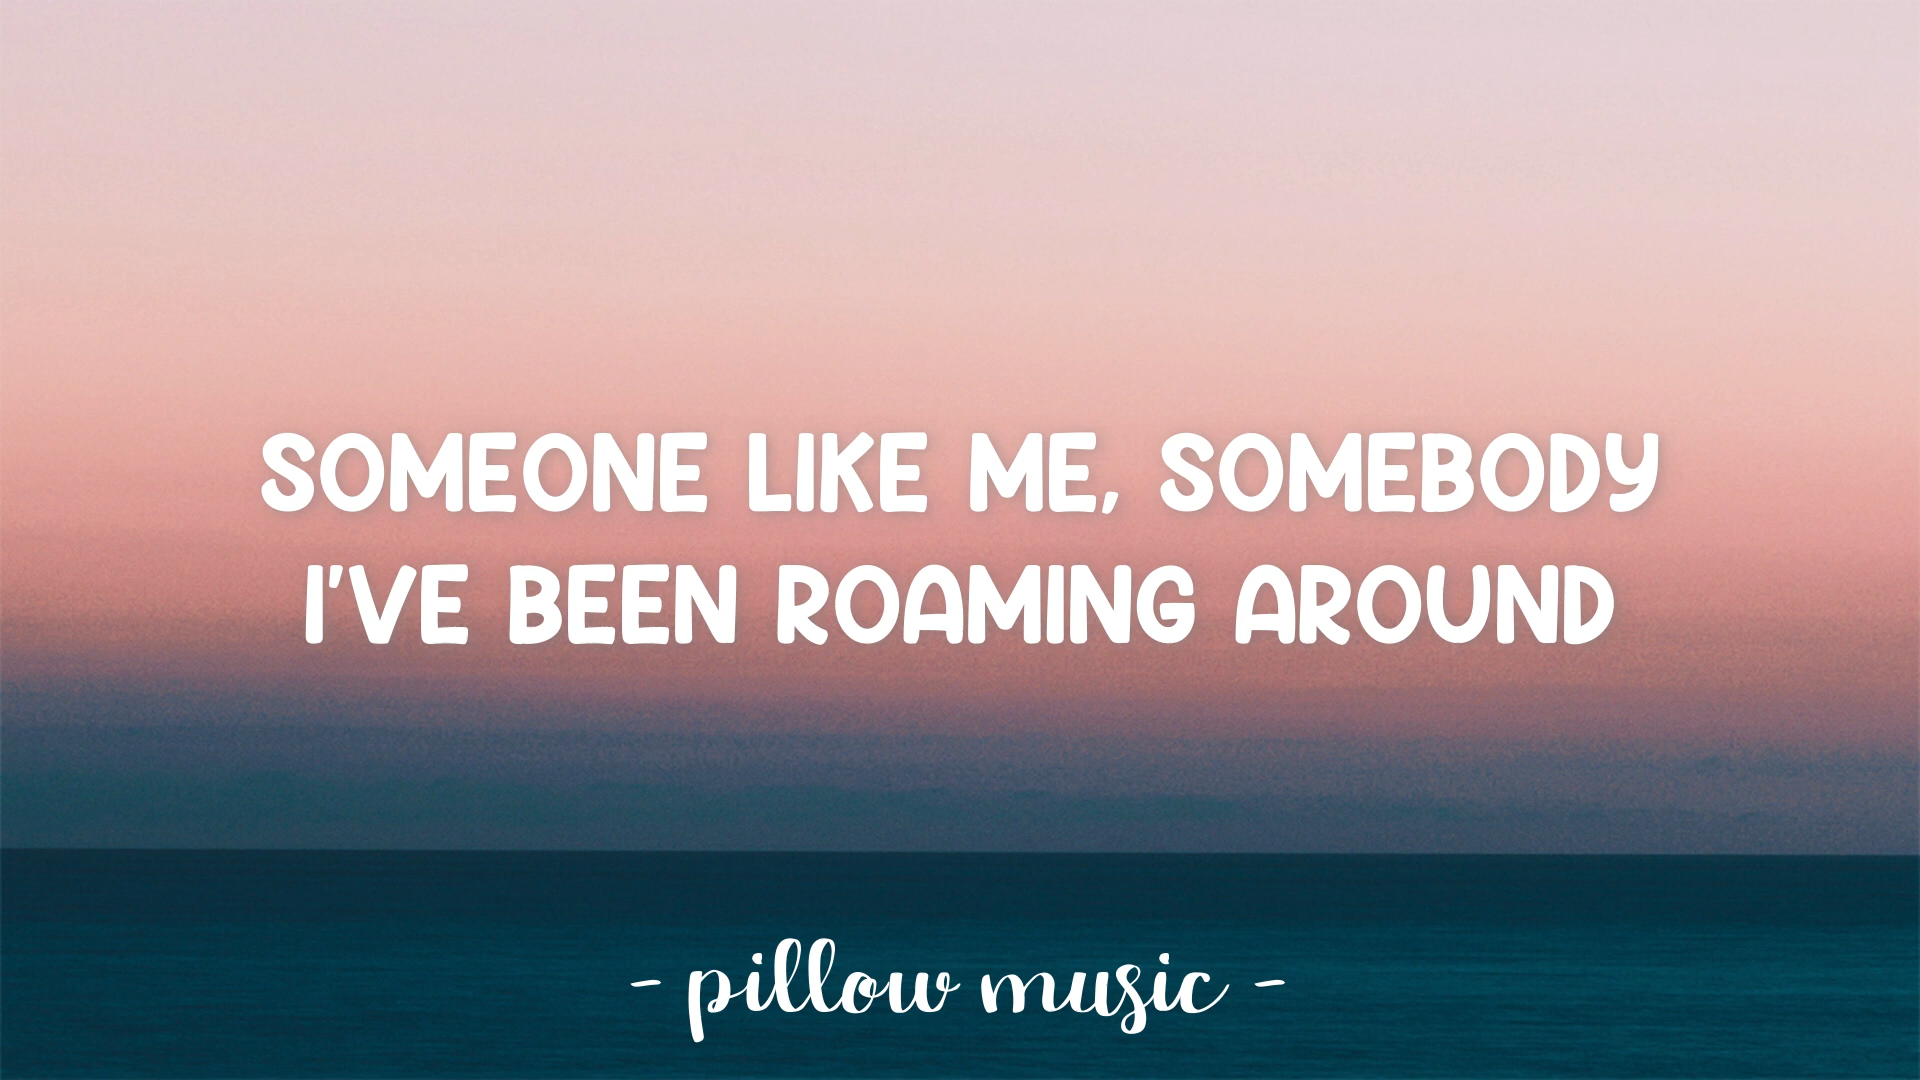 SOMEONE LIKE ME, SOMEBODY
I'VE BEEN ROAMING AROUND
- pillow music -